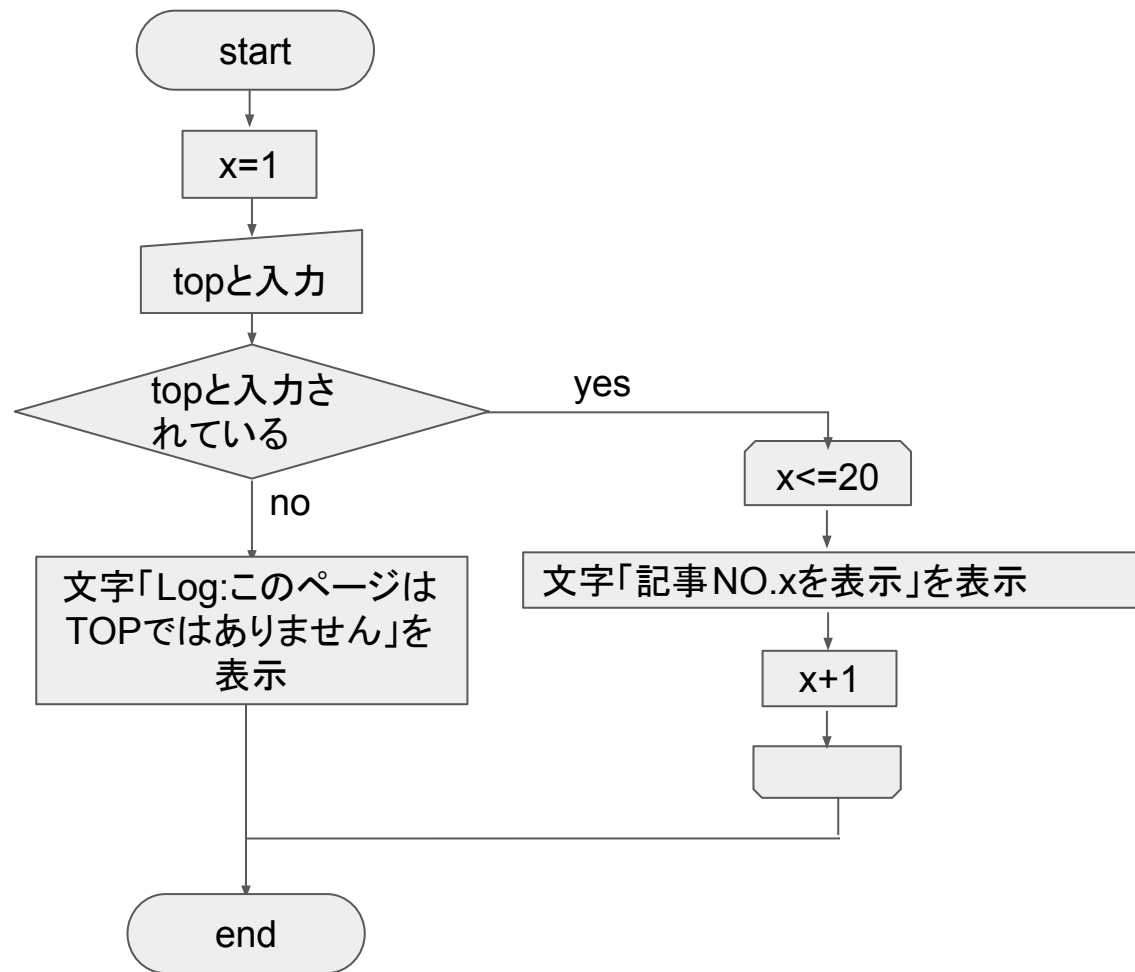 start
x=1
topと入力
topと入力さ
れている
yes
no
x<=20
文字「Log:このページは
TOPではありません」を
表示
文字「記事NO.xを表示」を表示
x+1
end